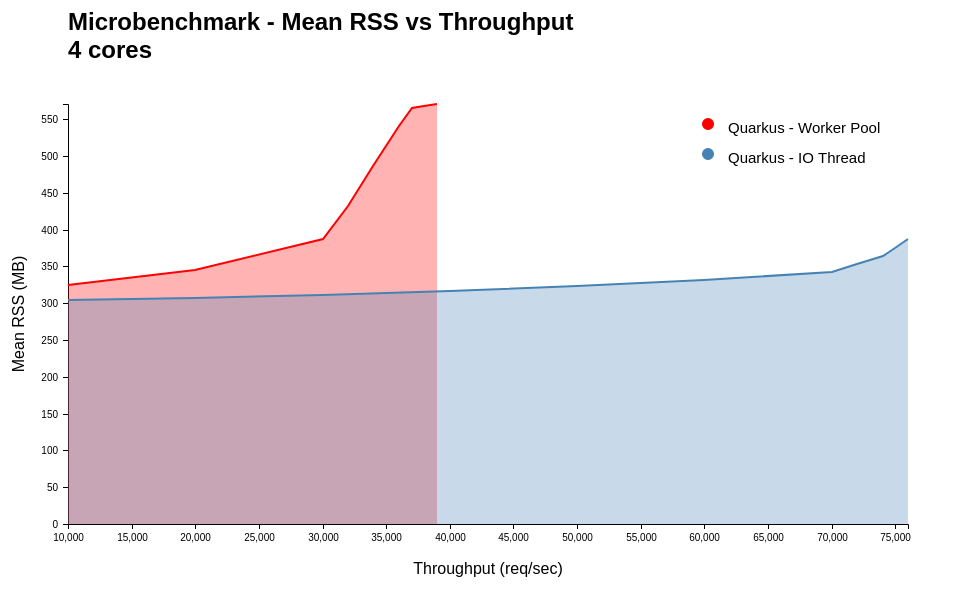 Microbenchmark - Mean RSS vs Throughput
4 cores
Quarkus - Worker Pool
Quarkus - IO Thread
Mean RSS (MB)
550
500
450
400
350
300
250
200
150
100
50
0
10,000 15,000 20,000 25,000 30,000 35,000 40,000 45,000 50,000 55,000 60,000 65,000 70,000 75,000
Throughput (req/sec)